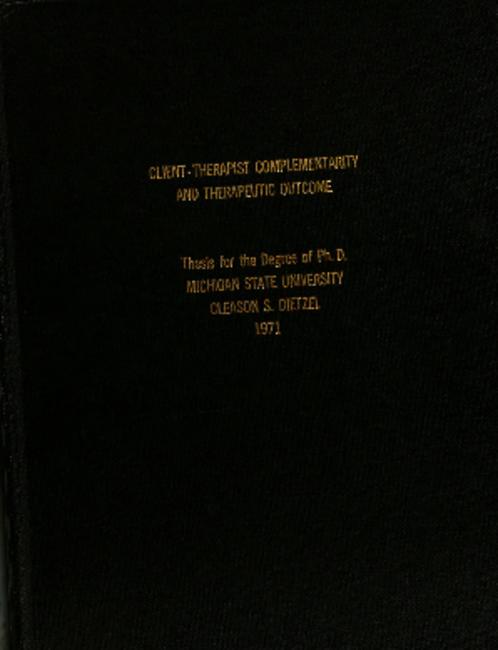 CLIENT-THERAPIST COMPLEMENTARITY
AND THERAPEUTIC OUTCOME
Thesis for the Degree of Ph. D.
MICHIGAN STATE UNIVERSITY
CLEASON S. DIETZEL
1971